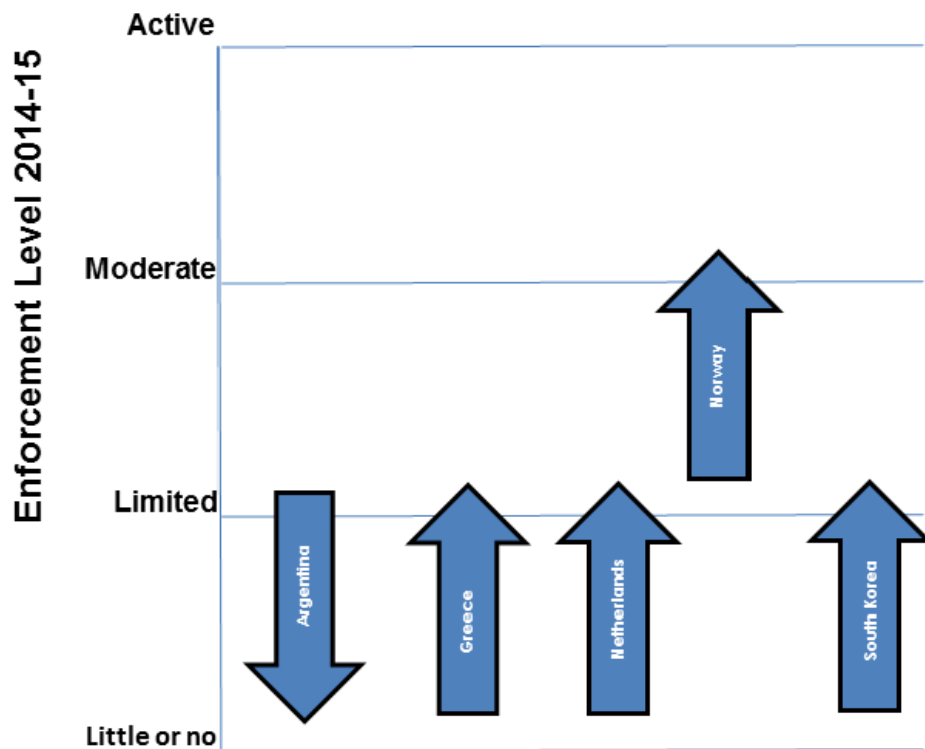 Enforcement Level 2014-15
Active
Moderate
Limited
Little or no
Argentina
Greece
Netherlands
Norway
South Korea